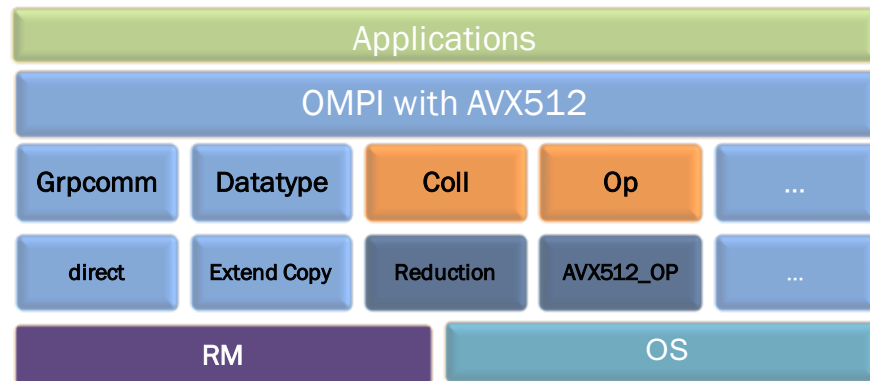 Applications
OMPI with AVX512
Grpcomm Datatype Coll Op ...
direct Extend Copy Reduction AVX512_OP ...
RM OS